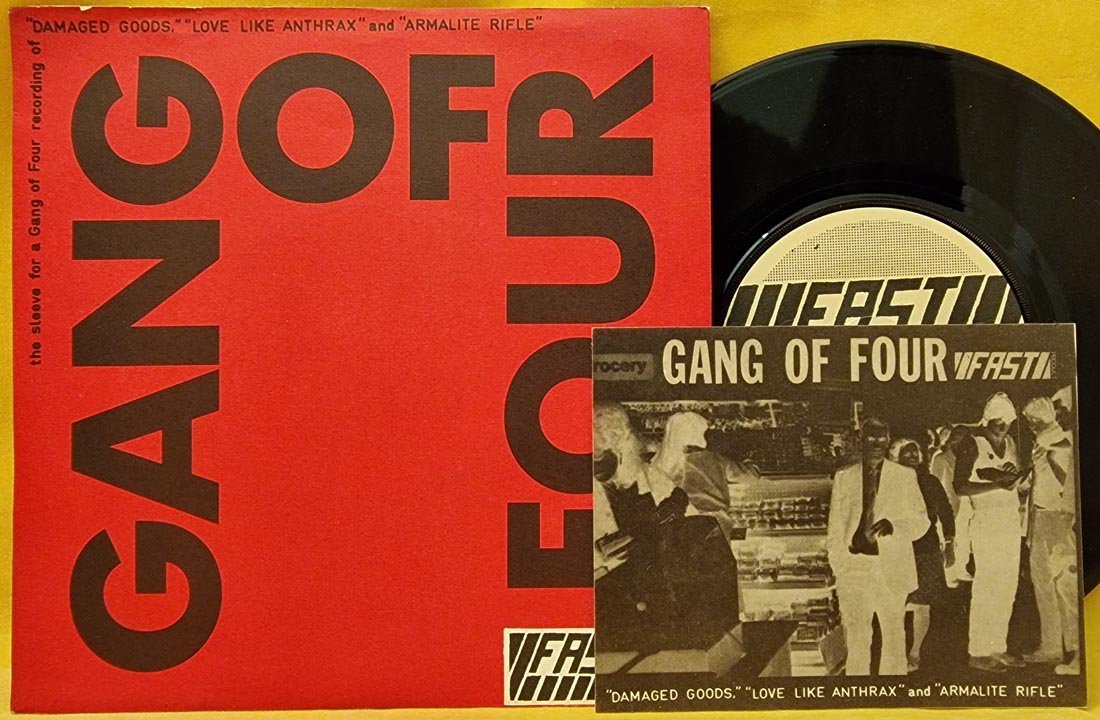 "DAMAGED GOODS," "LOVE LIKE ANTHRAX" and "ARMALITE RIFLE"
the sleeve for a Gang of Four recording of
GANG
OF
FOUR
FAST
rocery
GANG OF FOUR
FAST
"DAMAGED GOODS," "LOVE LIKE ANTHRAX" and "ARMALITE RIFLE"
FAS